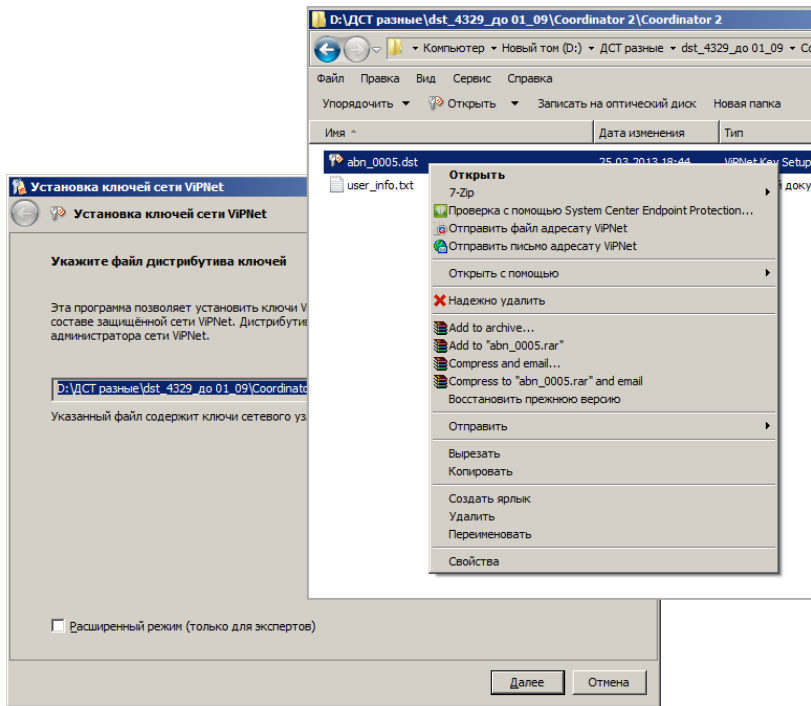 D:\ДСТ разные\dst_4329_до 01_09\Coordinator 2\Coordinator 2
Компьютер Новый том (D:) ДСТ разные dst_4329_до 01_09 Co
Файл Правка Вид Сервис Справка
Упорядочить Открыть Записать на оптический диск Новая папка
Имя Дата изменения Тип
abn_0005.dst 25.03.2013 18:44 ViPNet Key Setup
user_info.txt й доку
Открыть
7-Zip
Проверка с помощью System Center Endpoint Protection...
Отправить файл адресату ViPNet
Отправить письмо адресату ViPNet
Открыть с помощью
Надежно удалить
Add to archive...
Add to "abn_0005.rar"
Compress and email...
Compress to "abn_0005.rar" and email
Восстановить прежнюю версию
Отправить
Вырезать
Копировать
Создать ярлык
Удалить
Переименовать
Свойства
Установка ключей сети ViPNet
Установка ключей сети ViPNet
Укажите файл дистрибутива ключей
Эта программа позволяет установить ключи V
составе защищённой сети ViPNet. Дистрибути
администратора сети ViPNet.
D:\ДСТ разные\dst_4329_до 01_09\Coordinato
Указанный файл содержит ключи сетевого уз
Расширенный режим (только для экспертов)
Далее Отмена